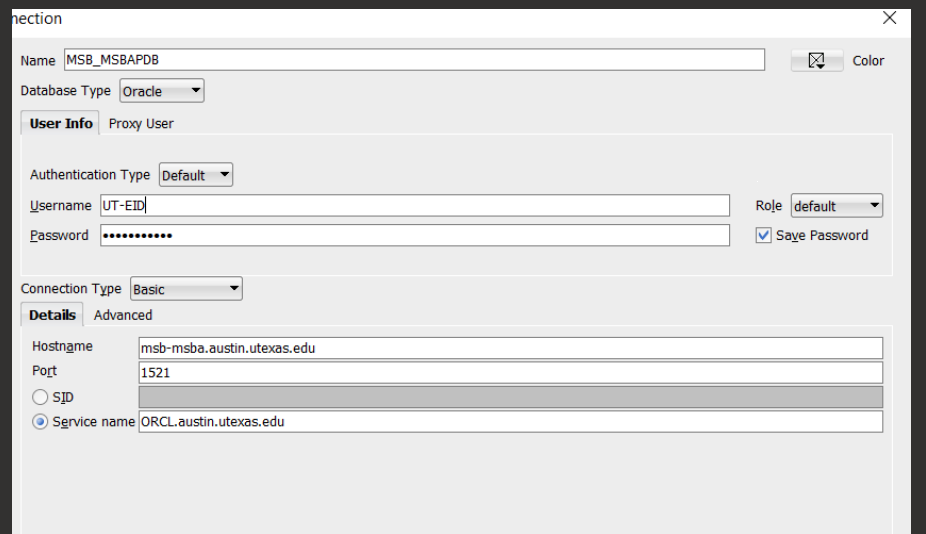 nection
Name MSB_MSBAPDB Color
Database Type Oracle
User Info Proxy User
Authentication Type Default
Username UT-EID Role default
Password ••••••••••• Save Password
Connection Type Basic
Details Advanced
Hostname msb-msba.austin.utexas.edu
Port 1521
SID
Service name ORCL.austin.utexas.edu